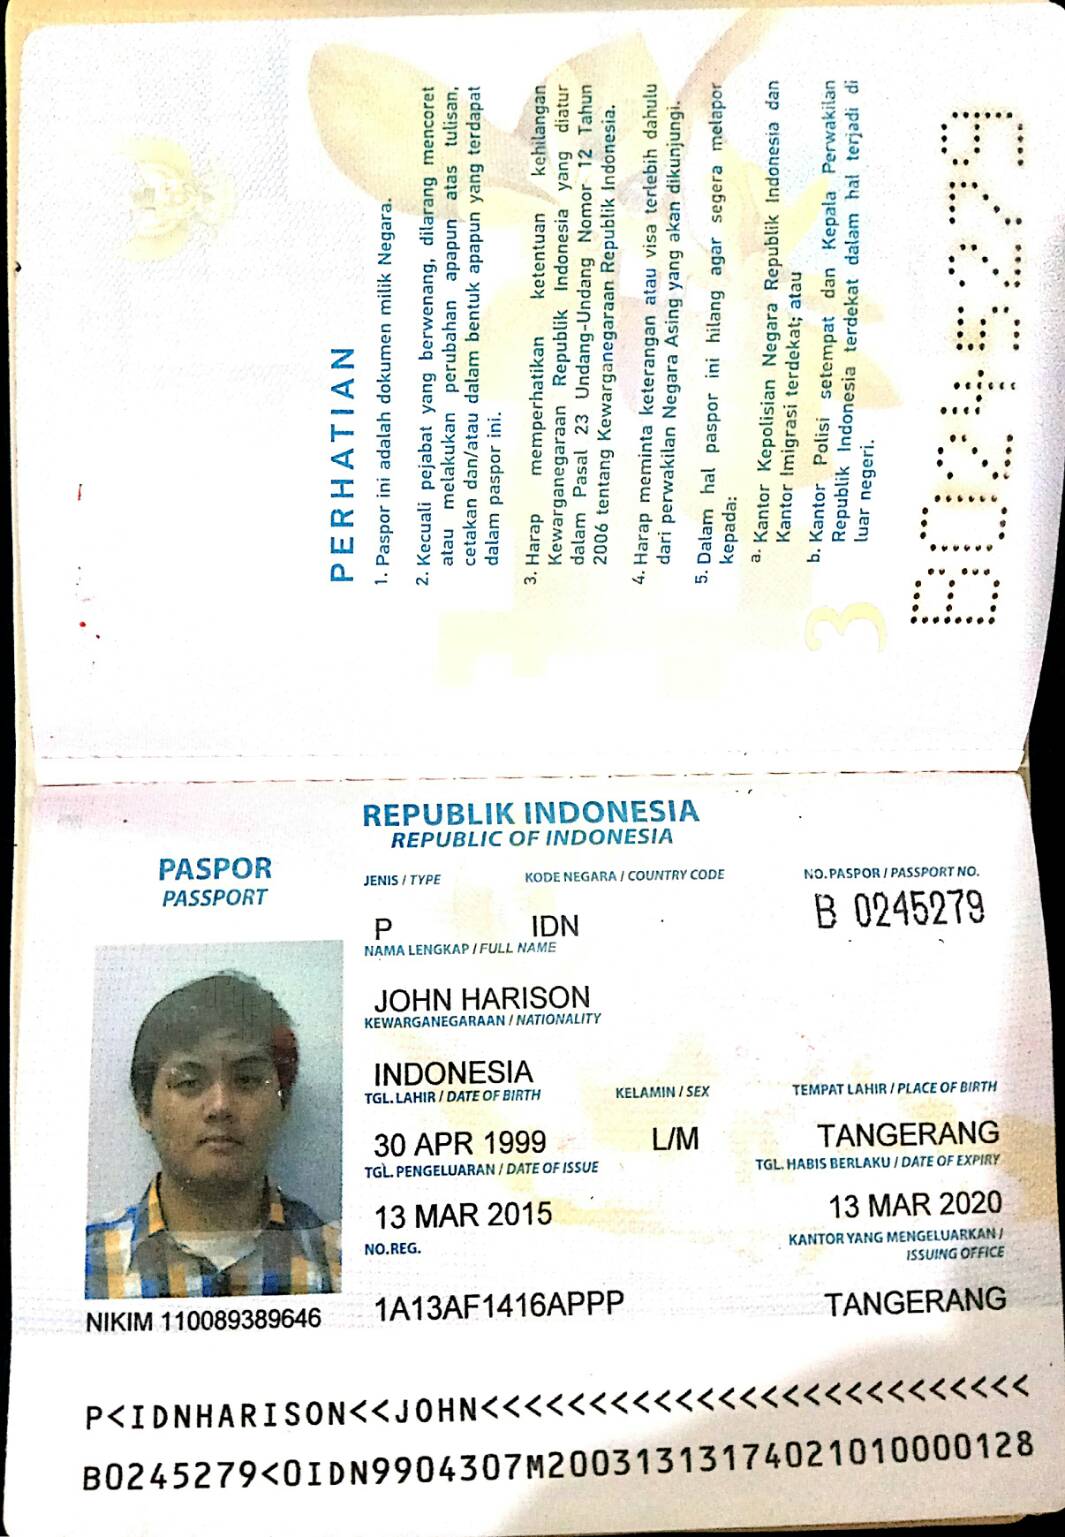 PERHATIAN
1. Paspor ini adalah dokumen milik Negara.
2. Kecuali pejabat yang berwenang, dilarang mencoret
atau melakukan perubahan apapun atas tulisan,
cetakan dan/atau dalam bentuk apapun yang terdapat
dalam paspor ini.
3. Harap memperhatikan ketentuan kehilangan
Kewarganegaraan Republik Indonesia yang diatur
dalam Pasal 23 Undang-Undang Nomor 12 Tahun
2006 tentang Kewarganegaraan Republik Indonesia.
4. Harap meminta keterangan atau visa terlebih dahulu
dari perwakilan Negara Asing yang akan dikunjungi.
5. Dalam hal paspor ini hilang agar segera melapor
kepada:
a. Kantor Kepolisian Negara Republik Indonesia dan
Kantor Imigrasi terdekat; atau
b. Kantor Polisi setempat dan Kepala Perwakilan
Republik Indonesia terdekat dalam hal terjadi di
luar negeri.
3
B0245279
REPUBLIK INDONESIA
REPUBLIC OF INDONESIA
PASPOR
PASSPORT
JENIS / TYPE KODE NEGARA / COUNTRY CODE NO. PASPOR / PASSPORT NO.
P IDN B 0245279
NAMA LENGKAP / FULL NAME
JOHN HARISON
KEWARGANEGARAAN / NATIONALITY
INDONESIA
TGL. LAHIR / DATE OF BIRTH KELAMIN / SEX TEMPAT LAHIR / PLACE OF BIRTH
30 APR 1999 L/M TANGERANG
TGL. PENGELUARAN / DATE OF ISSUE TGL. HABIS BERLAKU / DATE OF EXPIRY
13 MAR 2015 13 MAR 2020
NO. REG. KANTOR YANG MENGELUARKAN /
ISSUING OFFICE
1A13AF1416APPP TANGERANG
NIKIM 110089389646
P<IDNHARISON<<JOHN<<<<<<<<<<<<<<<<<<<<<<<<<<
B0245279<0IDN9904307M2003131317402101000128